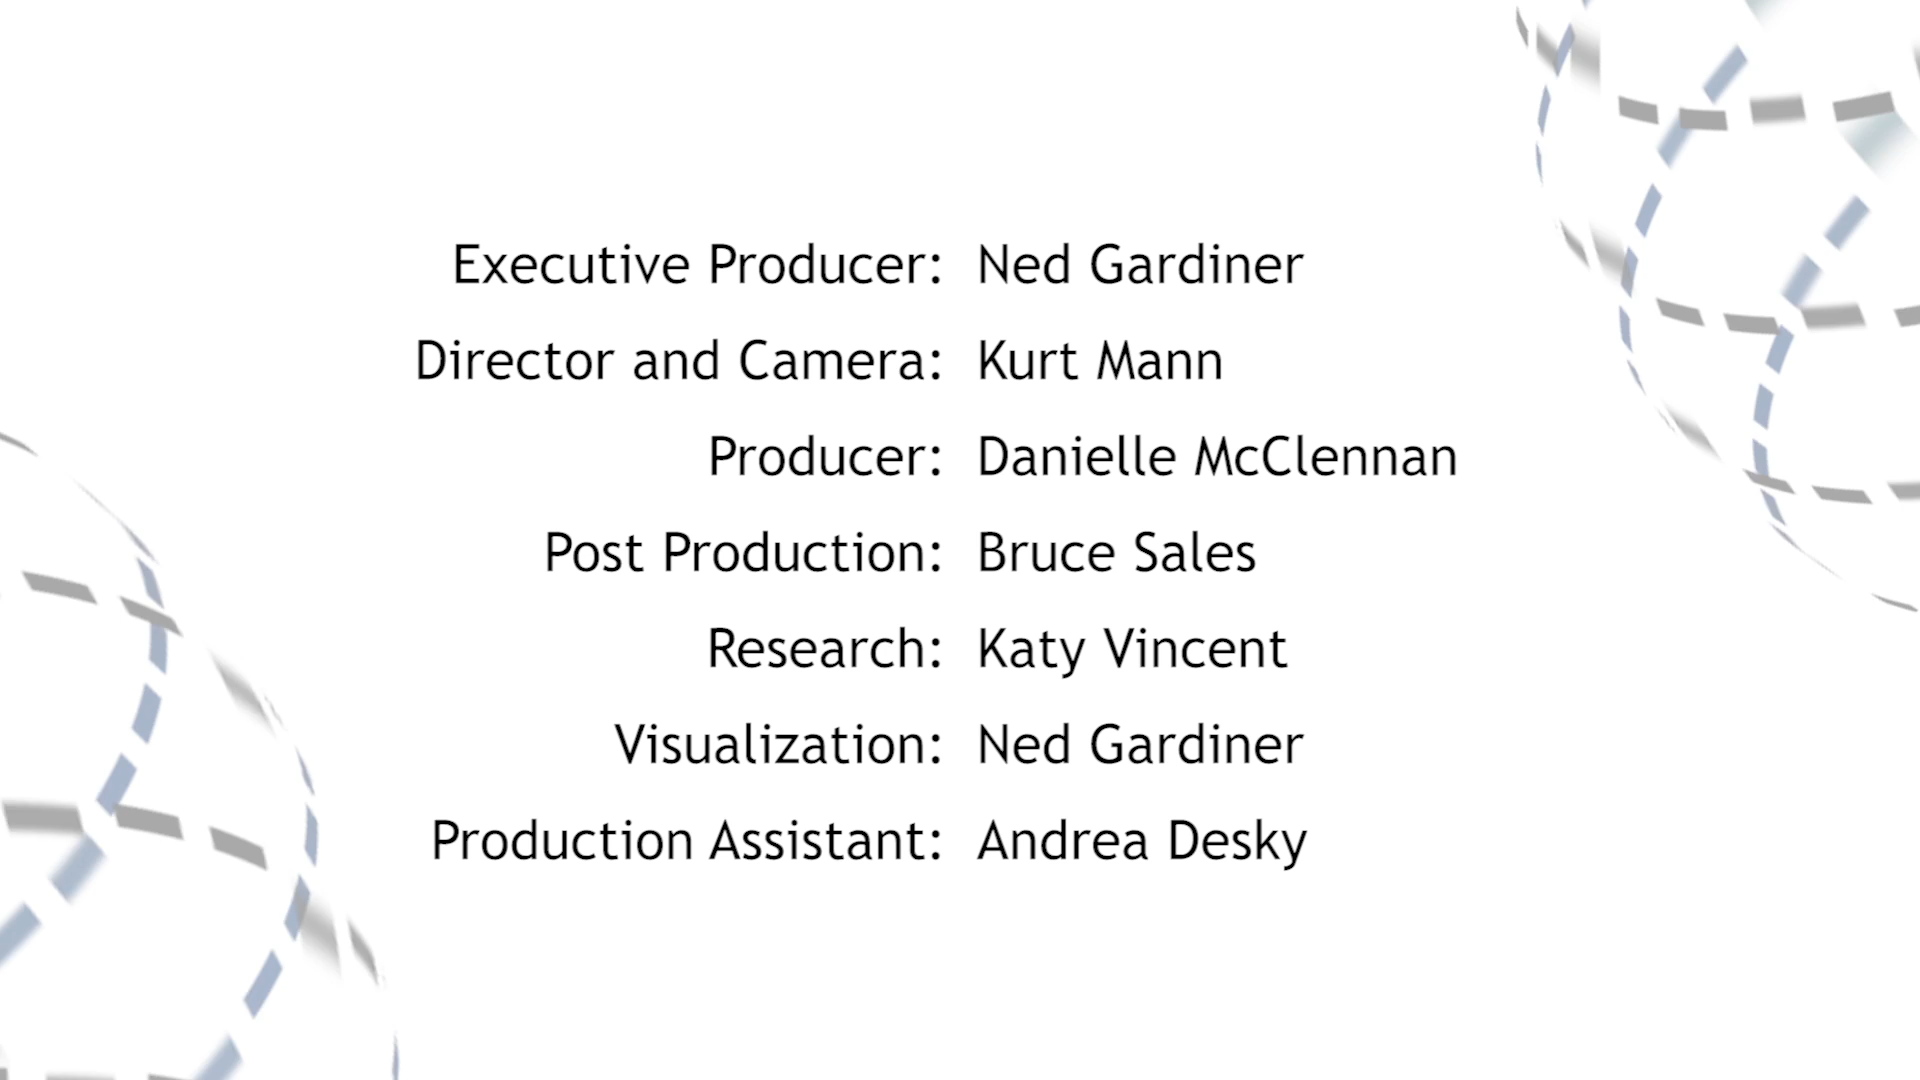 Executive Producer: Ned Gardiner
Director and Camera: Kurt Mann
Producer: Danielle McClennan
Post Production: Bruce Sales
Research: Katy Vincent
Visualization: Ned Gardiner
Production Assistant: Andrea Desky